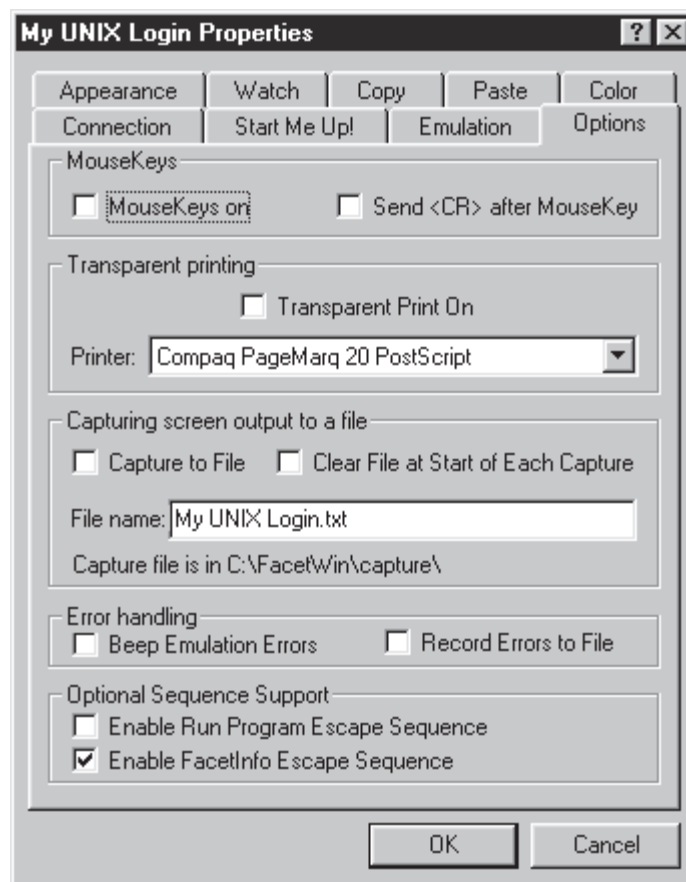 My UNIX Login Properties
Appearance Watch Copy Paste Color
Connection Start Me Up! Emulation Options
MouseKeys
MouseKeys on Send <CR> after MouseKey
Transparent printing
Transparent Print On
Printer: Compaq PageMarq 20 PostScript
Capturing screen output to a file
Capture to File Clear File at Start of Each Capture
File name: My UNIX Login.txt
Capture file is in C:\FacetWin\capture\
Error handling
Beep Emulation Errors Record Errors to File
Optional Sequence Support
Enable Run Program Escape Sequence
Enable FacetInfo Escape Sequence
OK Cancel